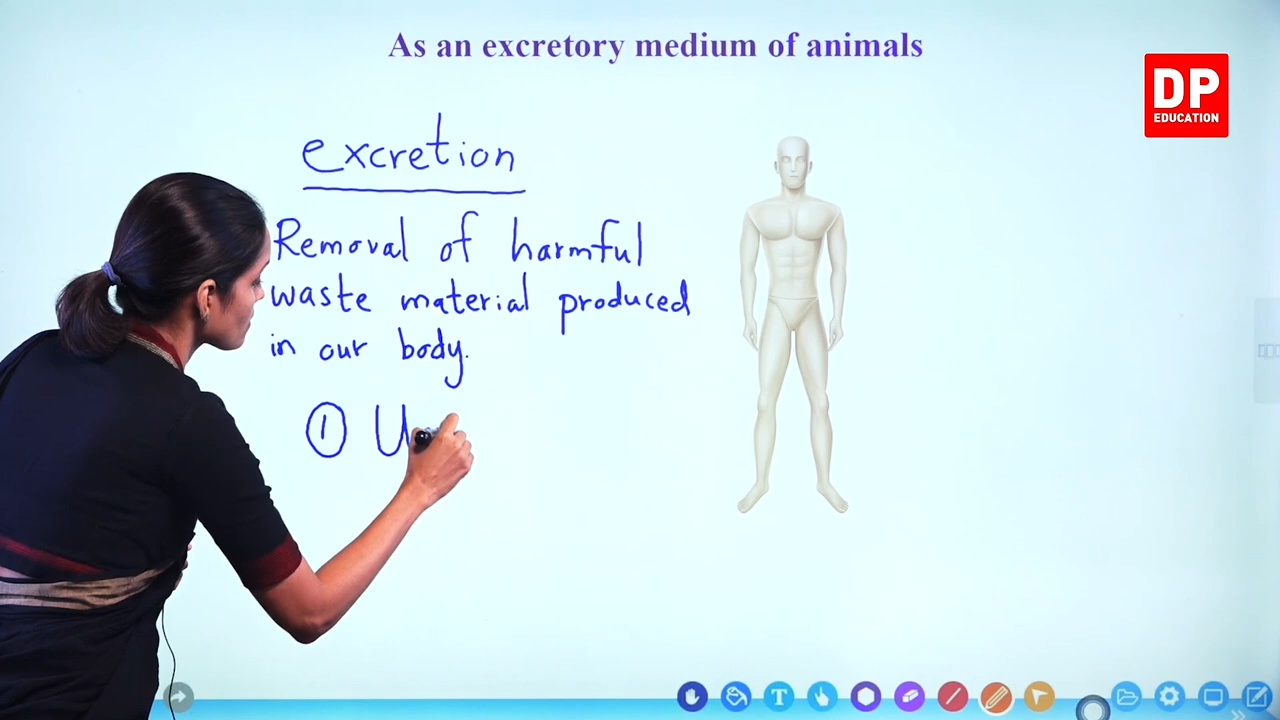 As an excretory medium of animals
DP
EDUCATION
excretion
Removal of harmful
waste material produced
in our body.
① U